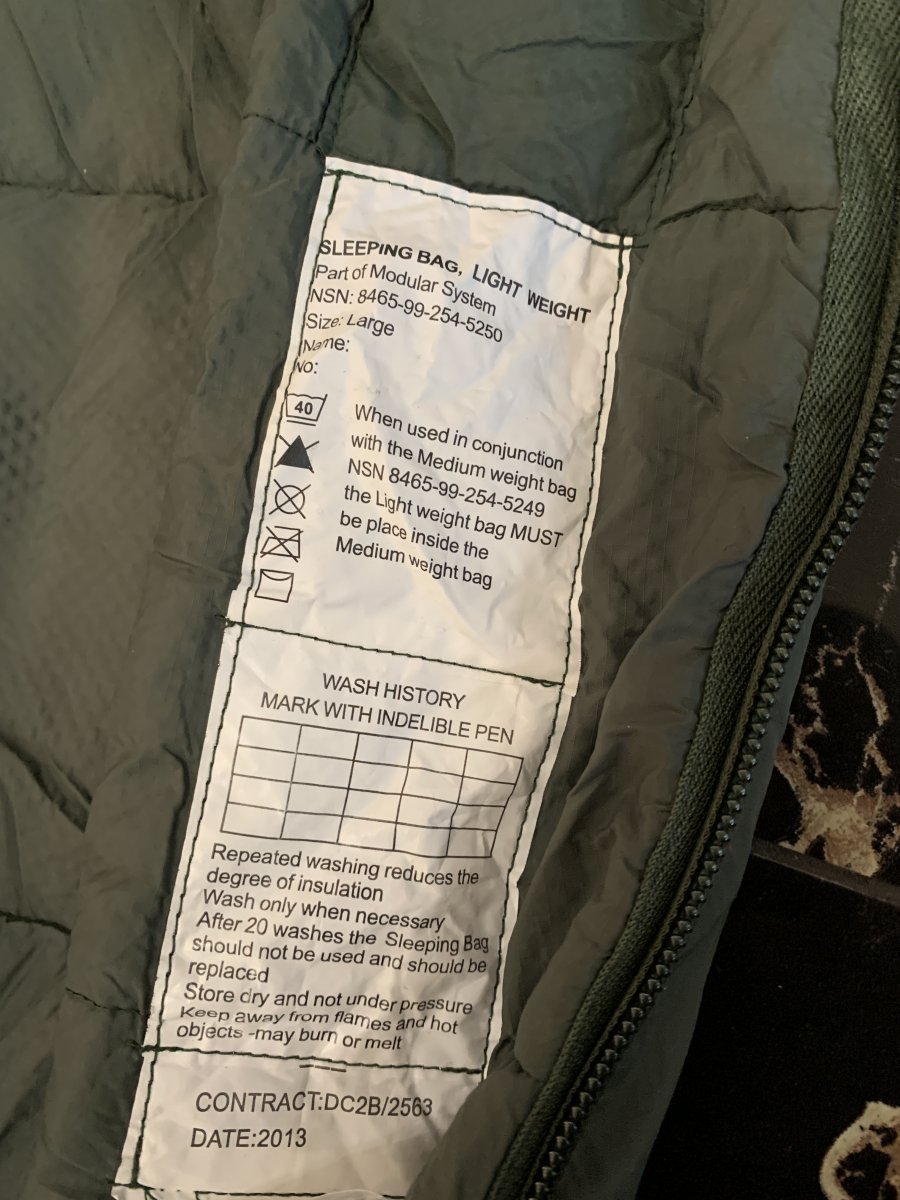 SLEEPING BAG, LIGHT WEIGHT
Part of Modular System
NSN: 8465-99-254-5250
Size: Large
Name:
No:
40
When used in conjunction
with the Medium weight bag
NSN 8465-99-254-5249
the Light weight bag MUST
be place inside the
Medium weight bag
WASH HISTORY
MARK WITH INDELIBLE PEN
Repeated washing reduces the
degree of insulation
Wash only when necessary
After 20 washes the Sleeping Bag
should not be used and should be
replaced
Store dry and not under pressure
Keep away from flames and hot
objects -may burn or melt
CONTRACT:DC2B/2563
DATE:2013